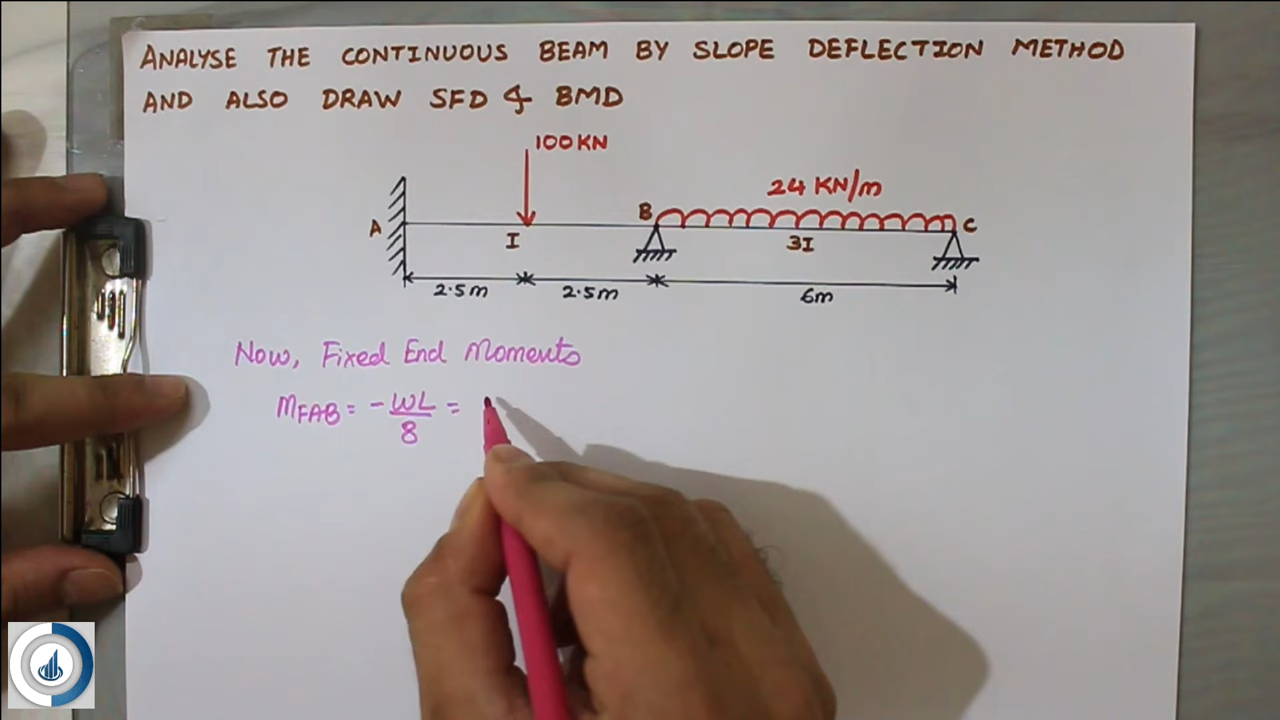 ANALYSE THE CONTINUOUS BEAM BY SLOPE DEFLECTION METHOD
AND ALSO DRAW SFD & BMD
100 KN
24 KN/m
A
B
C
I
3I
2.5m
2.5m
6m
Now, Fixed End Moments
MFAB = -WL/8 =